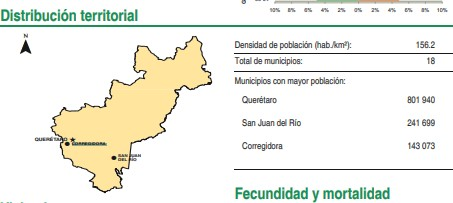 10% 8% 6% 4% 2% 0% 2% 4% 6% 8% 10%
Distribución territorial
N
QUERÉTARO
CORREGIDORA
SAN JUAN
DEL RÍO
Densidad de población (hab./km²): 156.2
Total de municipios: 18
Municipios con mayor población:
Querétaro 801 940
San Juan del Río 241 699
Corregidora 143 073
Fecundidad y mortalidad